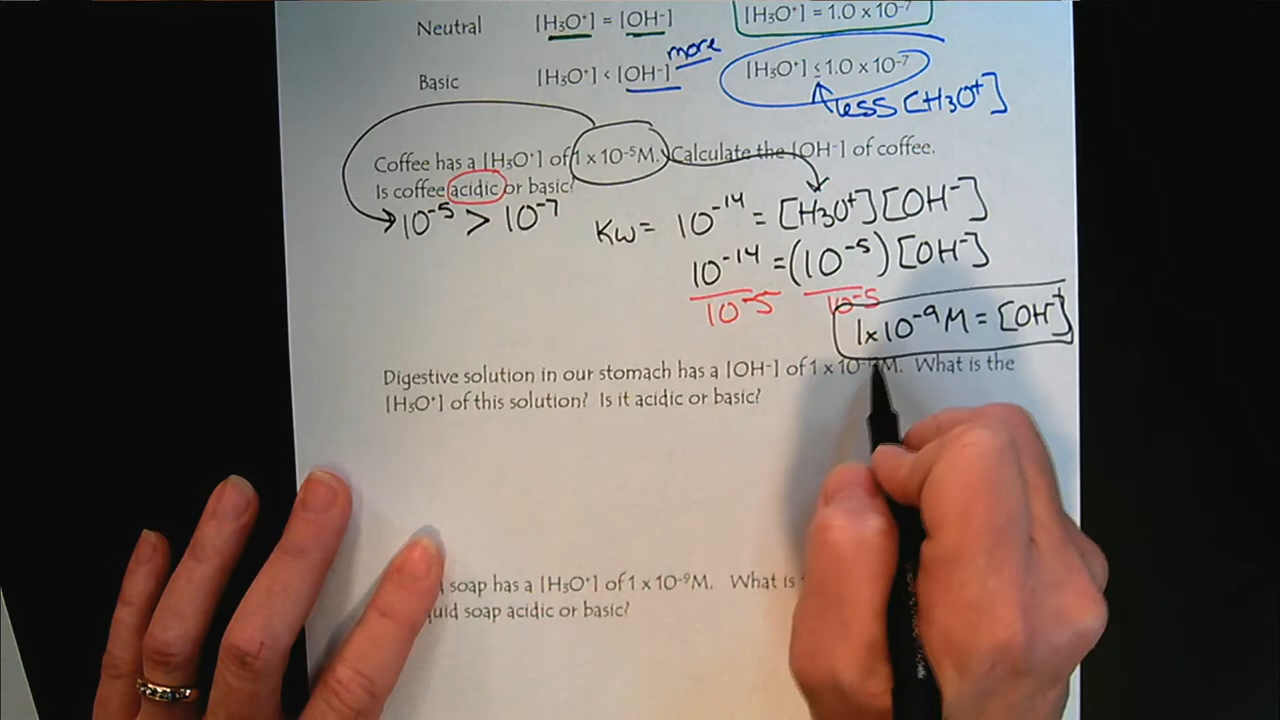 Neutral [H₃O⁺] = [OH⁻] [H₃O⁺] = 1.0 x 10⁻⁷
more
Basic [H₃O⁺] < [OH⁻] [H₃O⁺] ≤ 1.0 x 10⁻⁷
less [H₃O⁺]
Coffee has a [H₃O⁺] of 1 x 10⁻⁵M. Calculate the [OH⁻] of coffee.
Is coffee acidic or basic?
10⁻⁵ > 10⁻⁷
Kw = 10⁻¹⁴ = [H₃O⁺][OH⁻]
10⁻¹⁴ = (10⁻⁵)[OH⁻]
10⁻⁵ 10⁻⁵
1x10⁻⁹M = [OH⁻]
Digestive solution in our stomach has a [OH⁻] of 1 x 10 M. What is the
[H₃O⁺] of this solution? Is it acidic or basic?
soap has a [H₃O⁺] of 1 x 10⁻⁹M. What is
soap acidic or basic?